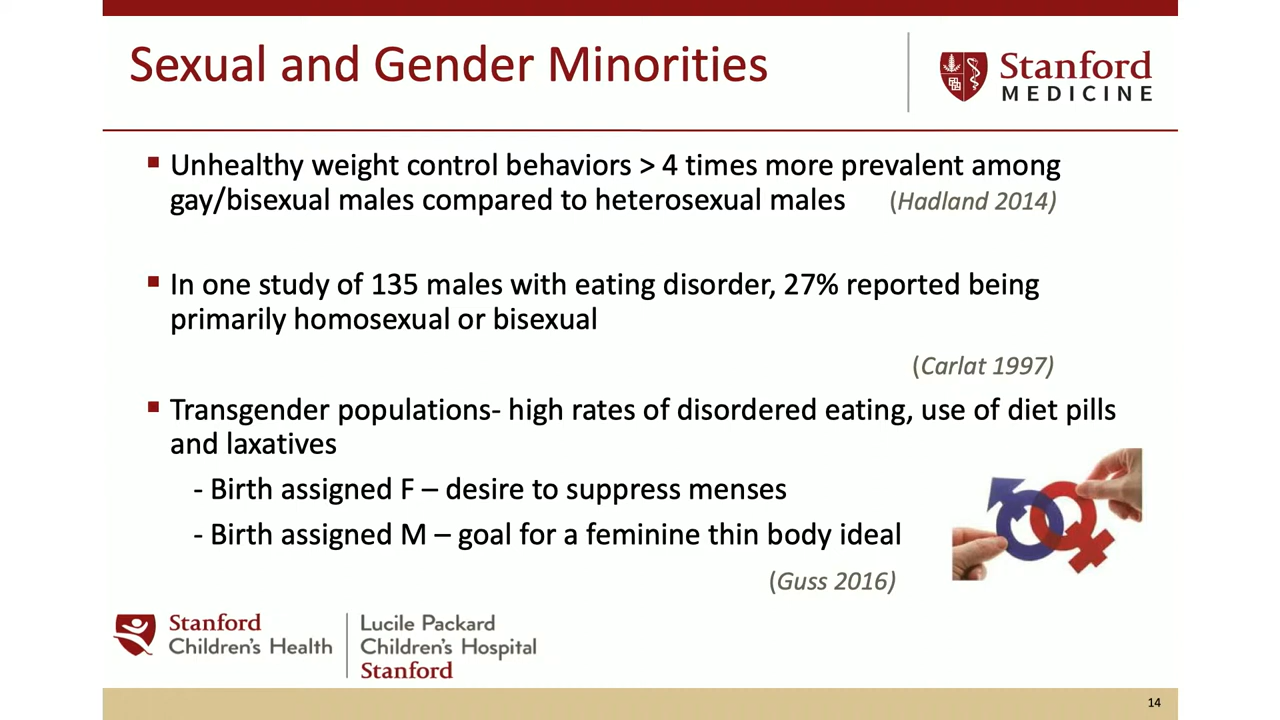 Sexual and Gender Minorities
Stanford
MEDICINE
▪ Unhealthy weight control behaviors > 4 times more prevalent among
gay/bisexual males compared to heterosexual males (Hadland 2014)
▪ In one study of 135 males with eating disorder, 27% reported being
primarily homosexual or bisexual
(Carlat 1997)
▪ Transgender populations- high rates of disordered eating, use of diet pills
and laxatives
- Birth assigned F – desire to suppress menses
- Birth assigned M – goal for a feminine thin body ideal
(Guss 2016)
Stanford
Children's Health
Lucile Packard
Children's Hospital
Stanford
14